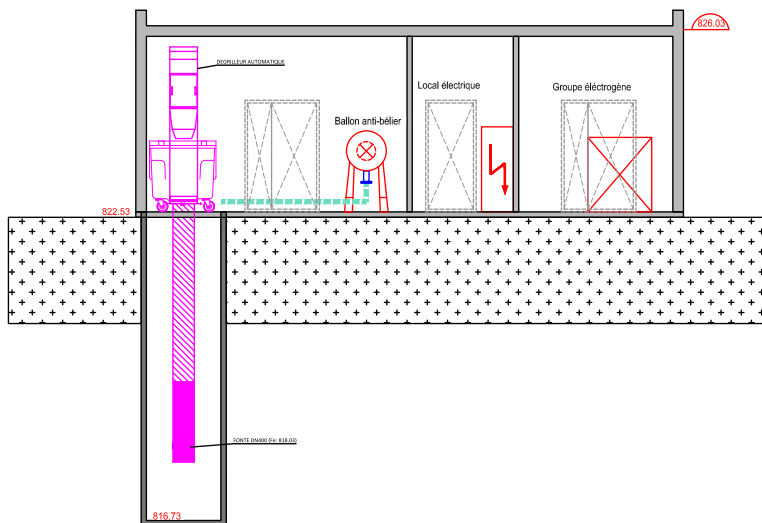 826.03
DEGRILLEUR AUTOMATIQUE
Local électrique
Groupe éléctrogène
Ballon anti-bélier
822.53
FONTE DN400 (Fe: 818.03)
816.73